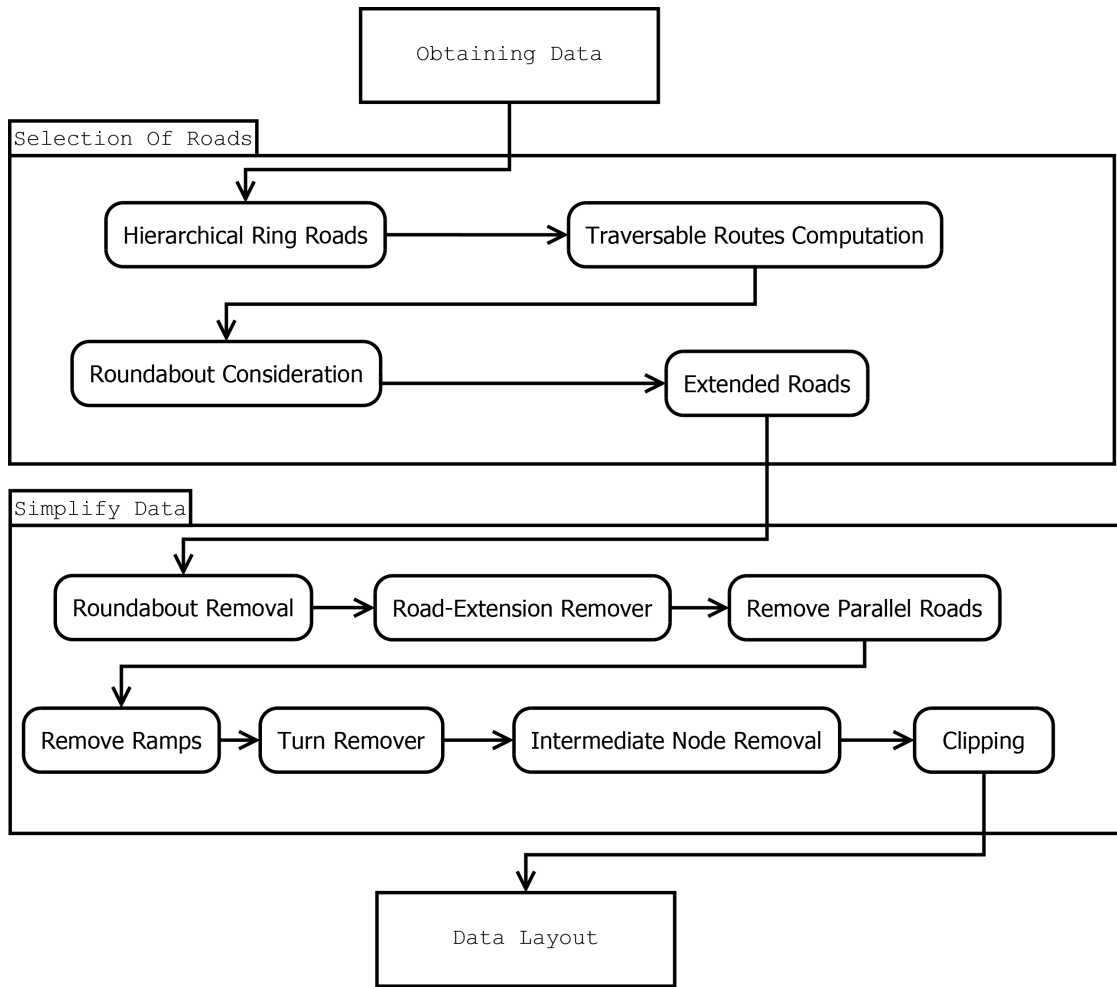 Obtaining Data
Selection Of Roads
Hierarchical Ring Roads
Traversable Routes Computation
Roundabout Consideration
Extended Roads
Simplify Data
Roundabout Removal
Road-Extension Remover
Remove Parallel Roads
Remove Ramps
Turn Remover
Intermediate Node Removal
Clipping
Data Layout